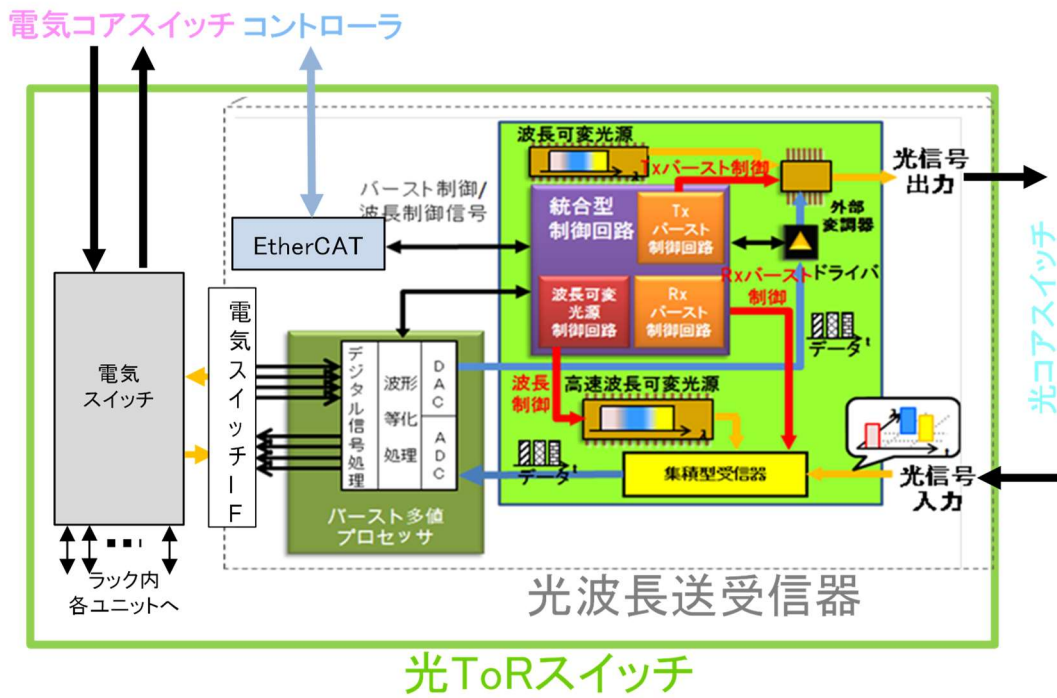 電気コアスイッチ コントローラ
波長可変光源
λ
Txバースト制御
光信号
出力
バースト制御/
波長制御信号
統合型
制御回路
Tx
バースト
制御回路
外部
変調器
EtherCAT
Rxバースト
制御
ドライバ
波長可変
光源
制御回路
Rx
バースト
制御回路
データ
t
光コアスイッチ
電気スイッチIF
電気
スイッチ
デジタル信号処理
波形
等化
処理
DAC
ADC
波長
制御
高速波長可変光源
λ
データ
t
集積型受信器
λ
t
光信号
入力
バースト多値
プロセッサ
ラック内
各ユニットへ
光波長送受信器
光ToRスイッチ